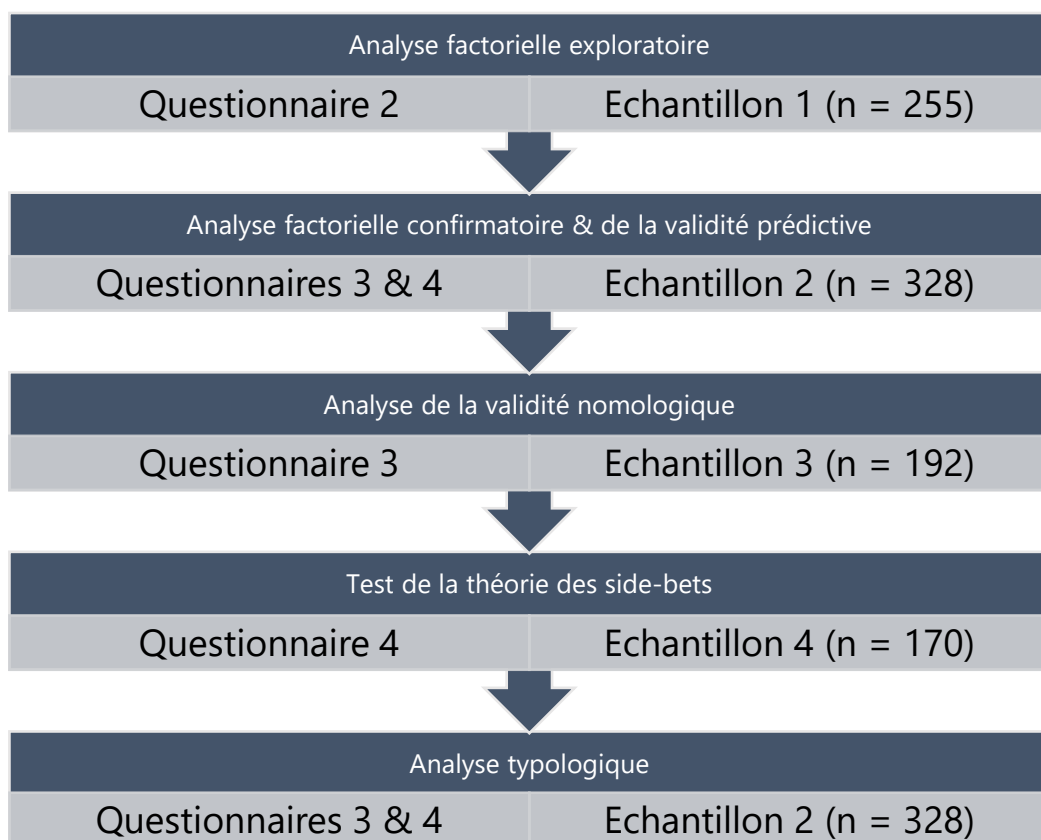 Analyse factorielle exploratoire
Questionnaire 2 Echantillon 1 (n = 255)
Analyse factorielle confirmatoire & de la validité prédictive
Questionnaires 3 & 4 Echantillon 2 (n = 328)
Analyse de la validité nomologique
Questionnaire 3 Echantillon 3 (n = 192)
Test de la théorie des side-bets
Questionnaire 4 Echantillon 4 (n = 170)
Analyse typologique
Questionnaires 3 & 4 Echantillon 2 (n = 328)